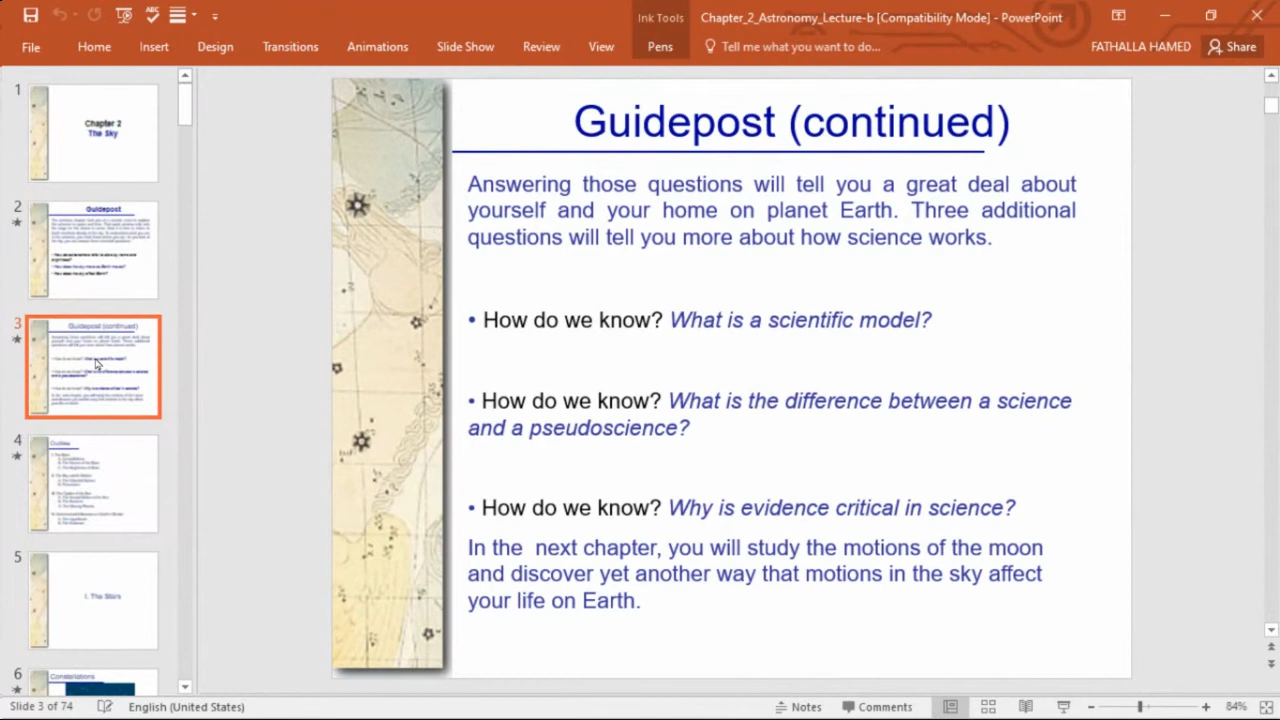 Ink Tools
Chapter_2_Astronomy_Lecture-b [Compatibility Mode] - PowerPoint
File Home Insert Design Transitions Animations Slide Show Review View Pens Tell me what you want to do... FATHALLA HAMED Share
1
Chapter 2
The Sky
2
Guidepost
3
Guidepost (continued)
4
Outline
5
I. The Stars
6
Constellations
Guidepost (continued)
Answering those questions will tell you a great deal about
yourself and your home on planet Earth. Three additional
questions will tell you more about how science works.
• How do we know? What is a scientific model?
• How do we know? What is the difference between a science
and a pseudoscience?
• How do we know? Why is evidence critical in science?
In the next chapter, you will study the motions of the moon
and discover yet another way that motions in the sky affect
your life on Earth.
Slide 3 of 74 English (United States) Notes Comments 84%